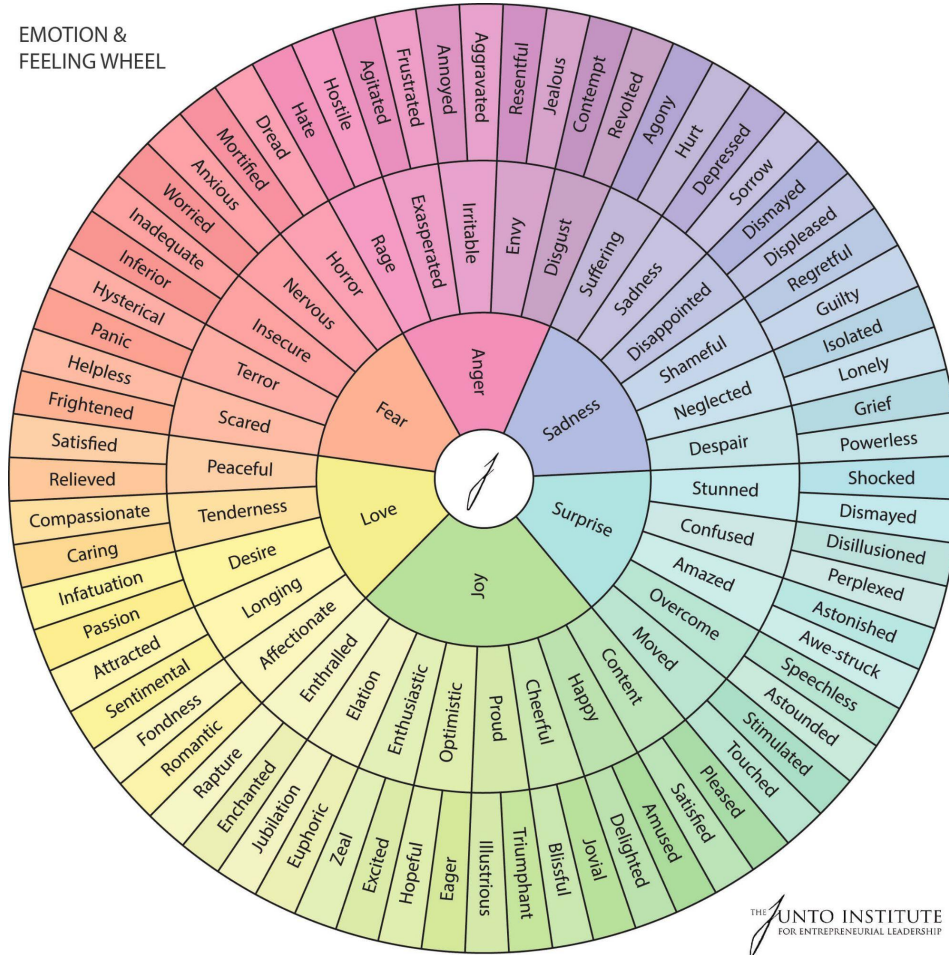 EMOTION &
FEELING WHEEL
Anger
Sadness
Surprise
Joy
Love
Fear
Rage
Exasperated
Irritable
Envy
Disgust
Suffering
Sadness
Disappointed
Shameful
Neglected
Despair
Stunned
Confused
Amazed
Overcome
Moved
Content
Happy
Cheerful
Proud
Optimistic
Enthusiastic
Elation
Enthralled
Affectionate
Longing
Desire
Tenderness
Peaceful
Scared
Terror
Insecure
Nervous
Horror
Hate
Hostile
Agitated
Frustrated
Annoyed
Aggravated
Resentful
Jealous
Contempt
Revolted
Agony
Hurt
Depressed
Sorrow
Dismayed
Displeased
Regretful
Guilty
Isolated
Lonely
Grief
Powerless
Shocked
Dismayed
Disillusioned
Perplexed
Astonished
Awe-struck
Speechless
Astounded
Stimulated
Touched
Pleased
Satisfied
Amused
Delighted
Jovial
Blissful
Triumphant
Illustrious
Eager
Hopeful
Excited
Zeal
Euphoric
Jubilation
Enchanted
Rapture
Romantic
Fondness
Sentimental
Attracted
Passion
Infatuation
Caring
Compassionate
Relieved
Satisfied
Frightened
Helpless
Panic
Hysterical
Inferior
Inadequate
Worried
Anxious
Mortified
Dread
THE JUNTO INSTITUTE
FOR ENTREPRENEURIAL LEADERSHIP